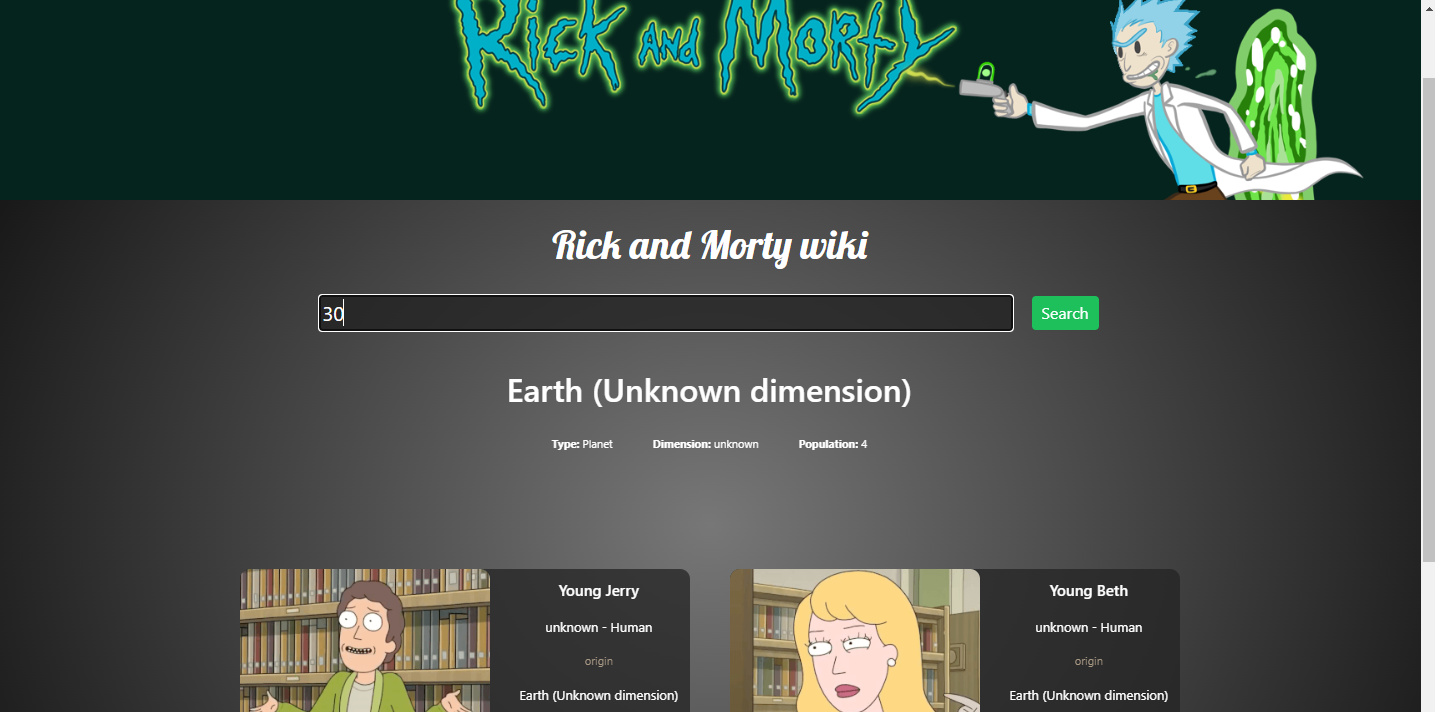 Rick and Morty
Rick and Morty wiki
30
Search
Earth (Unknown dimension)
Type: Planet Dimension: unknown Population: 4
Young Jerry
unknown - Human
origin
Earth (Unknown dimension)
Young Beth
unknown - Human
origin
Earth (Unknown dimension)